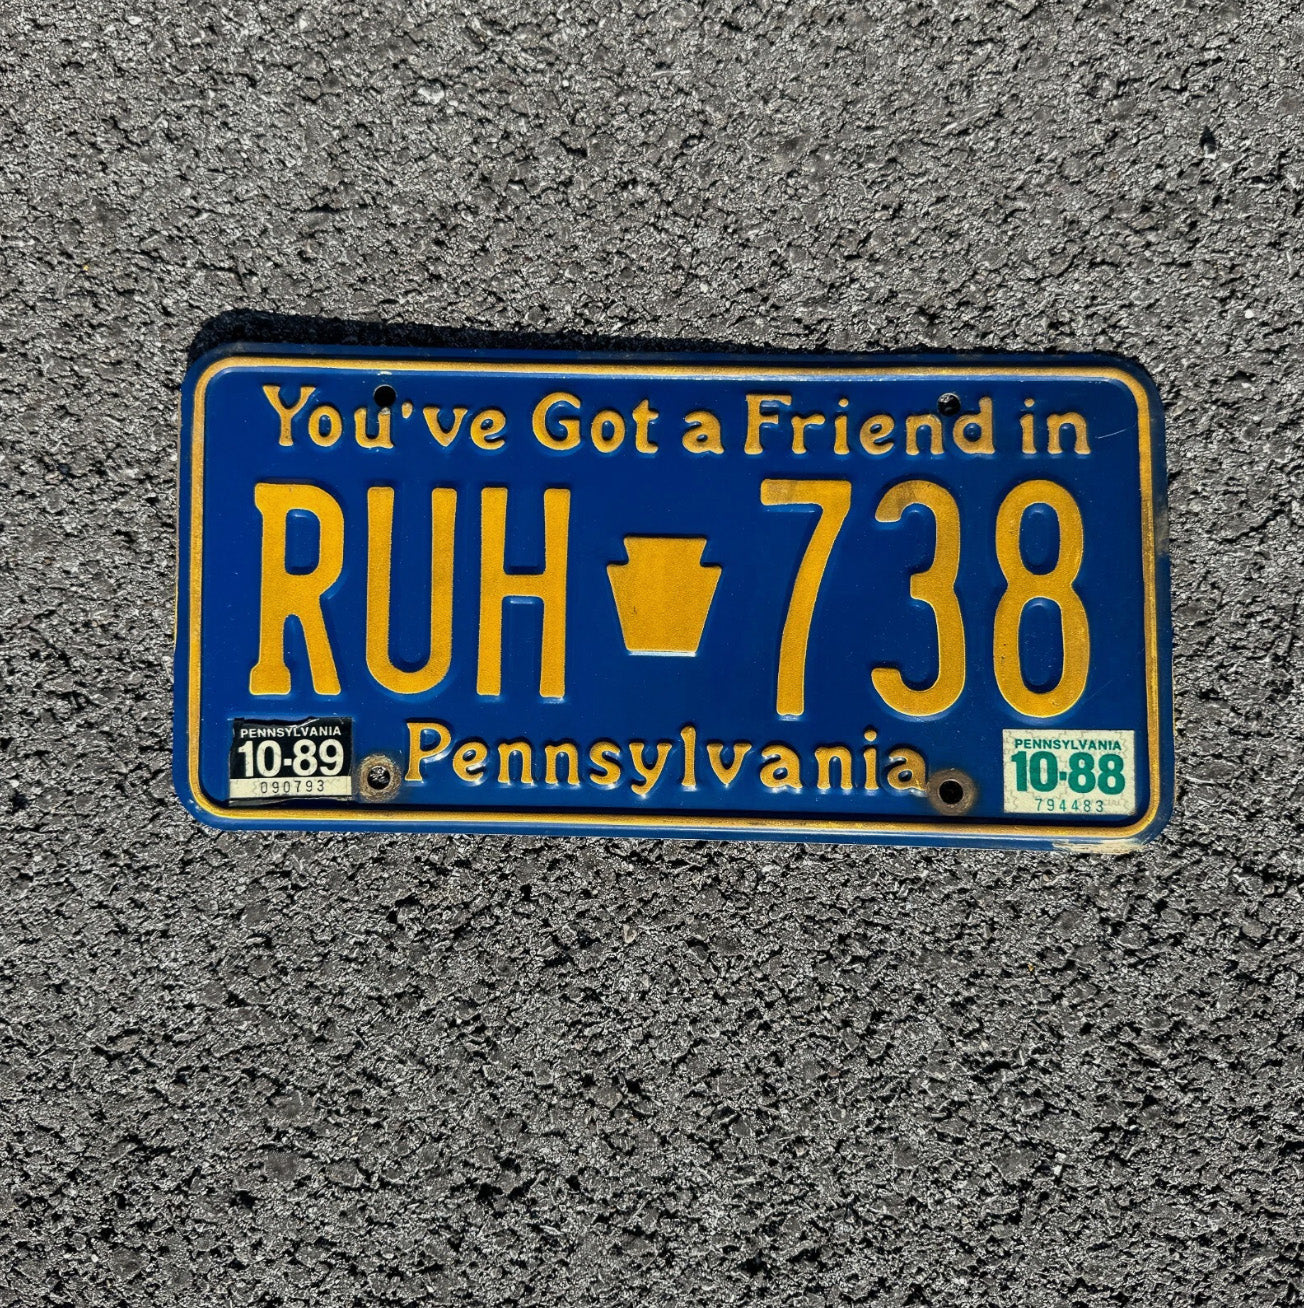 You've Got a Friend in
RUH 738
Pennsylvania
PENNSYLVANIA
10-89
090793
PENNSYLVANIA
10-88
794483